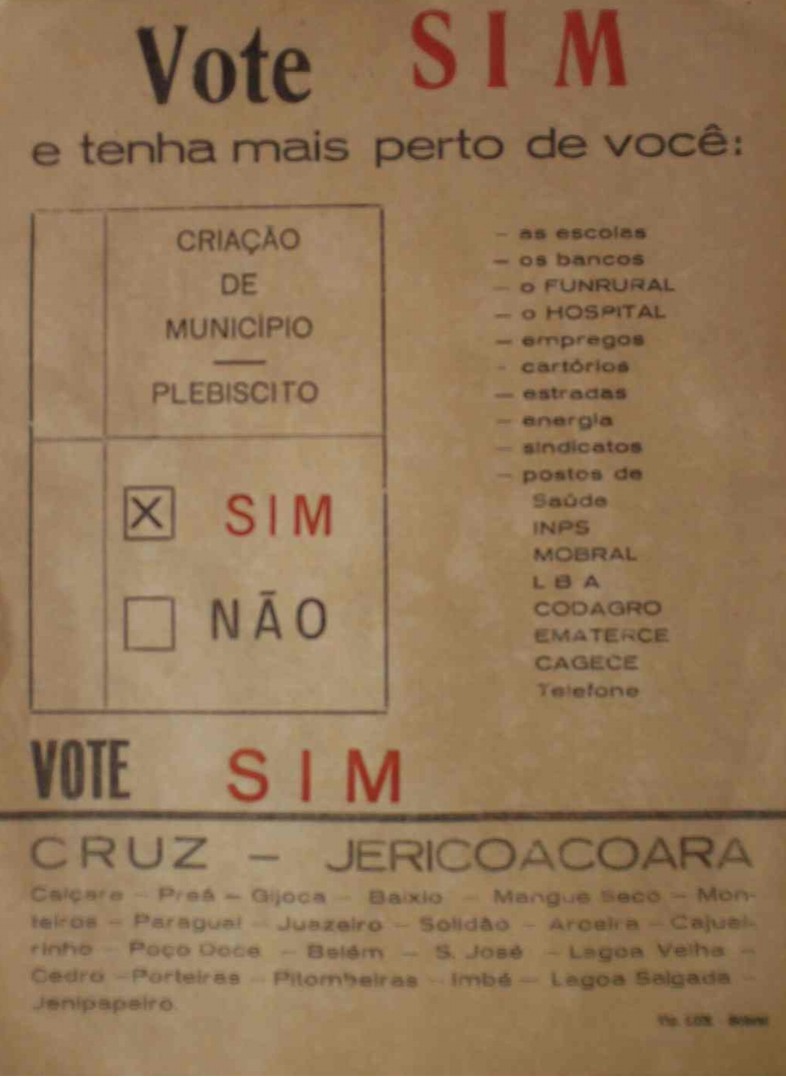 Vote SIM
e tenha mais perto de você:
CRIAÇÃO
DE
MUNICÍPIO
—
PLEBISCITO
X SIM
NÃO
– as escolas
– os bancos
– o FUNRURAL
– o HOSPITAL
– empregos
- cartórios
– estradas
– energia
– sindicatos
– postos de
Saúde
INPS
MOBRAL
L B A
CODAGRO
EMATERCE
CAGECE
Telefone
VOTE SIM
CRUZ – JERICOACOARA
Caiçara – Preá – Gijoca – Baixio – Mangue Seco – Mon-
teiros – Paraguai – Juazeiro – Solidão – Arceira – Cajuei-
rinho – Poço Doce – Belém – S. José – Lagoa Velha –
Cedro – Porteiras – Pitombeiras – Imbé – Lagoa Salgada –
Jenipapeiro.